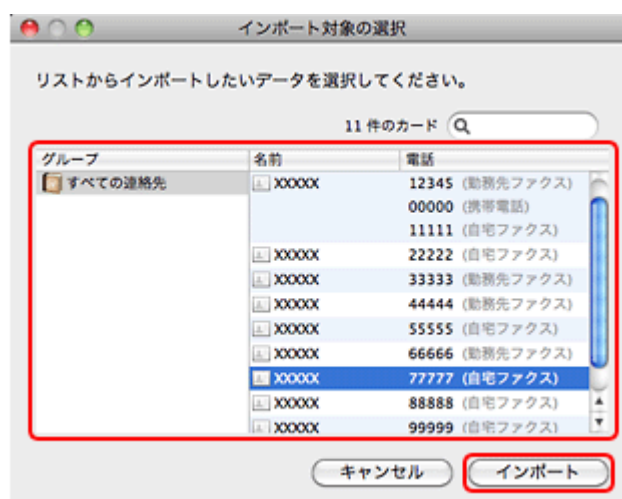 インポート対象の選択
リストからインポートしたいデータを選択してください。
11 件のカード
グループ 名前 電話
すべての連絡先 XXXXX 12345 (勤務先ファクス)
00000 (携帯電話)
11111 (自宅ファクス)
XXXXX 22222 (自宅ファクス)
XXXXX 33333 (勤務先ファクス)
XXXXX 44444 (勤務先ファクス)
XXXXX 55555 (自宅ファクス)
XXXXX 66666 (勤務先ファクス)
XXXXX 77777 (自宅ファクス)
XXXXX 88888 (自宅ファクス)
XXXXX 99999 (自宅ファクス)
キャンセル インポート